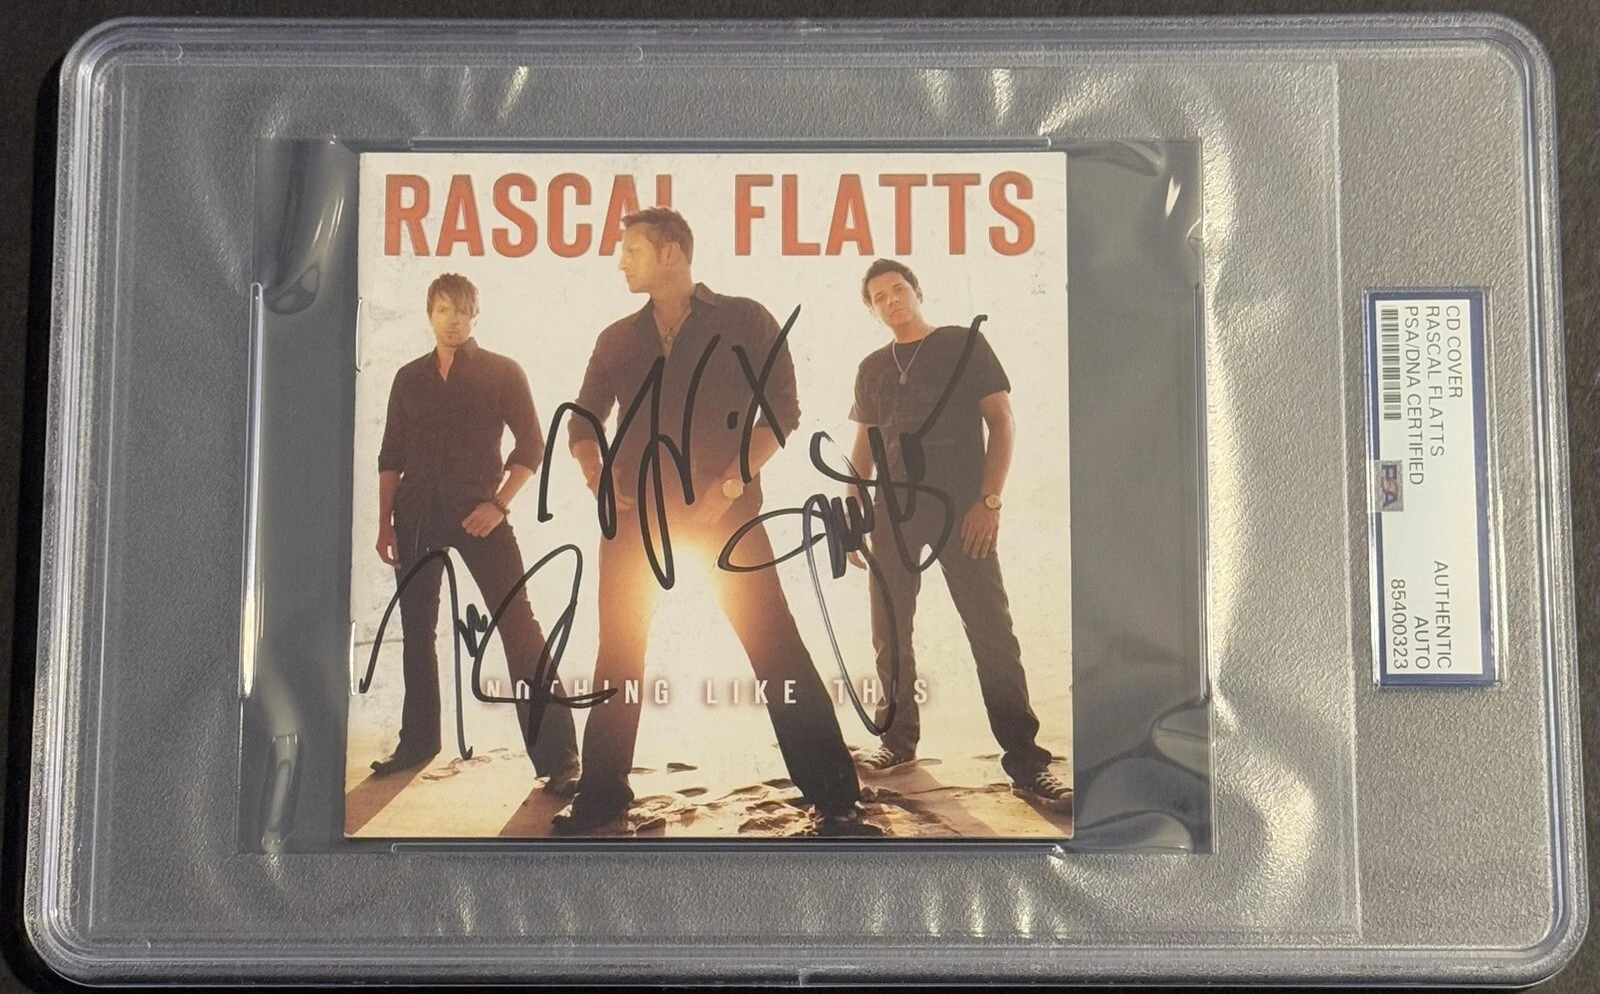 RASCAL FLATTS
NOTHING LIKE THIS
CD COVER
RASCAL FLATTS
PSA/DNA CERTIFIED
PSA
AUTHENTIC
AUTO
85400323